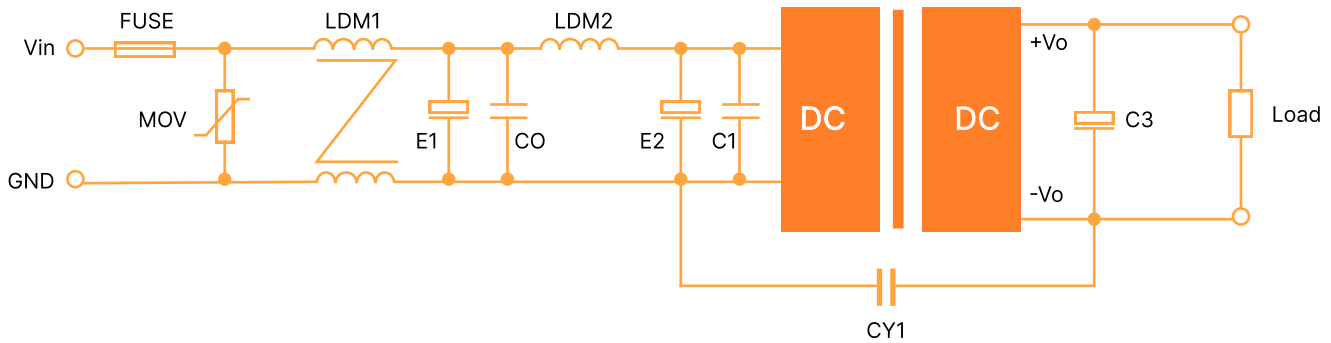 FUSE
LDM1
LDM2
Vin
+Vo
MOV
E1
CO
E2
C1
DC
DC
C3
Load
GND
-Vo
CY1